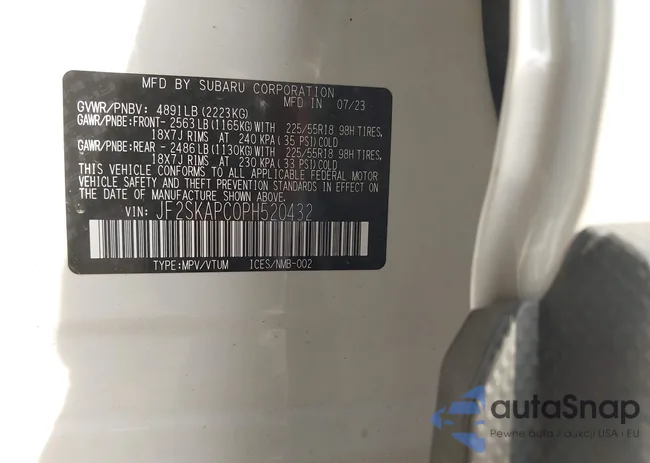 MFD BY SUBARU CORPORATION
MFD IN 07/23
GVWR/PNBV: 4891LB (2223KG)
GAWR/PNBE:FRONT- 2563LB (1165KG)WITH 225/55R18 98H TIRES,
18X7J RIMS AT 240 KPA ( 35 PSI)COLD
GAWR/PNBE:REAR - 2486LB (1130KG)WITH 225/55R18 98H TIRES,
18X7J RIMS AT 230 KPA ( 33 PSI)COLD
THIS VEHICLE CONFORMS TO ALL APPLICABLE FEDERAL MOTOR
VEHICLE SAFETY AND THEFT PREVENTION STANDARDS IN EFFECT ON
THE DATE OF MANUFACTURE SHOWN ABOVE.
VIN: JF2SKAPC0PH520432
TYPE:MPV/VTUM ICES/NMB-002
autaSnap
Pewne auta z aukcji USA i EU